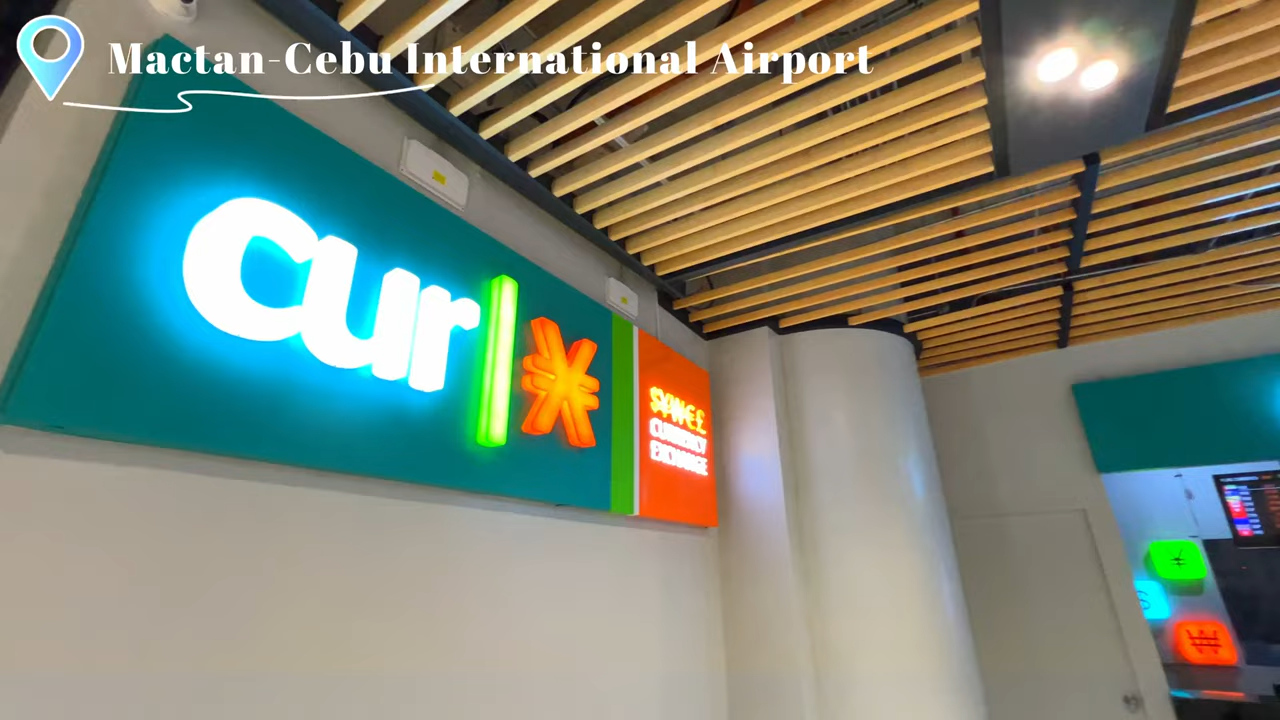 Mactan-Cebu International Airport
cur
CURRENCY
EXCHANGE
¥
$
₩